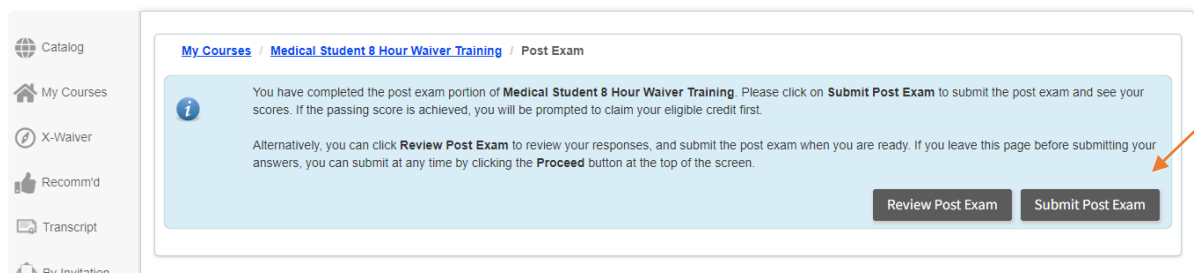 Catalog
My Courses
X-Waiver
Recomm'd
Transcript
By Invitation
My Courses / Medical Student 8 Hour Waiver Training / Post Exam
You have completed the post exam portion of Medical Student 8 Hour Waiver Training. Please click on Submit Post Exam to submit the post exam and see your
scores. If the passing score is achieved, you will be prompted to claim your eligible credit first.
Alternatively, you can click Review Post Exam to review your responses, and submit the post exam when you are ready. If you leave this page before submitting your
answers, you can submit at any time by clicking the Proceed button at the top of the screen.
Review Post Exam
Submit Post Exam